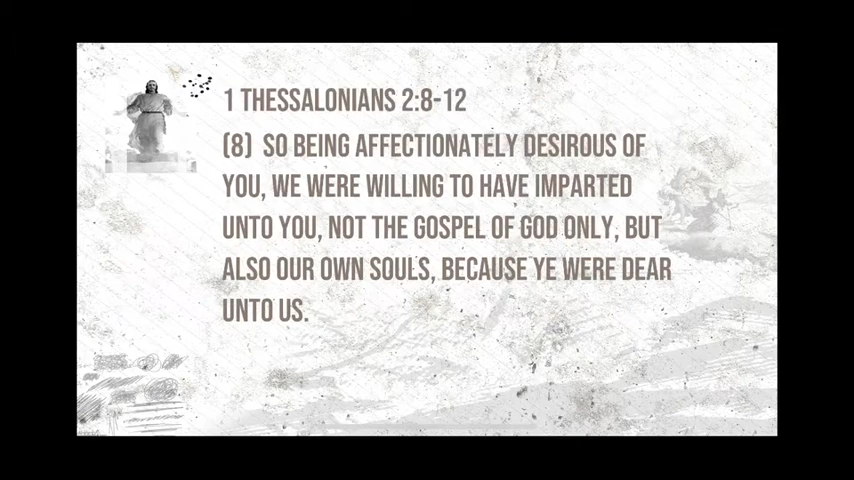 1 THESSALONIANS 2:8-12
(8) SO BEING AFFECTIONATELY DESIROUS OF
YOU, WE WERE WILLING TO HAVE IMPARTED
UNTO YOU, NOT THE GOSPEL OF GOD ONLY, BUT
ALSO OUR OWN SOULS, BECAUSE YE WERE DEAR
UNTO US.